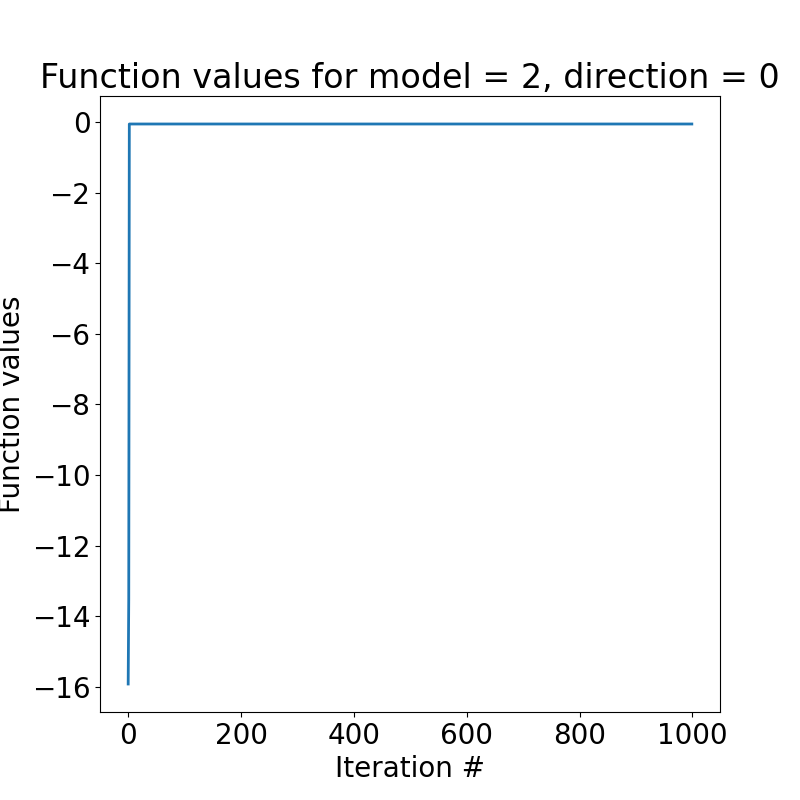 Function values for model = 2, direction = 0
Function values
0
−2
−4
−6
−8
−10
−12
−14
−16
0 200 400 600 800 1000
Iteration #